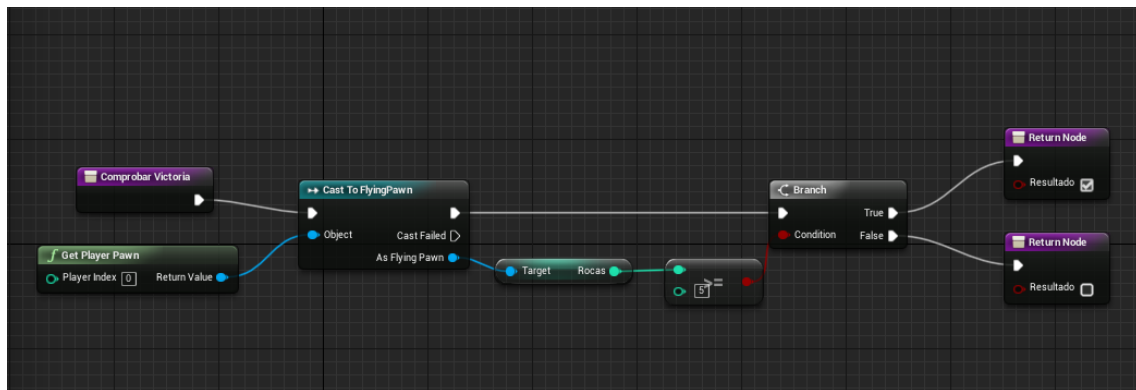 Comprobar Victoria
Get Player Pawn
Player Index 0 Return Value
Cast To FlyingPawn
Object Cast Failed
As Flying Pawn
Target Rocas
5 >=
Branch
True
Condition False
Return Node
Resultado
Return Node
Resultado